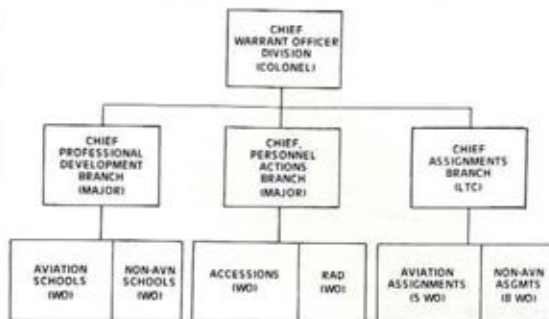 CHIEF
WARRANT OFFICER
DIVISION
(COLONEL)
CHIEF
PROFESSIONAL
DEVELOPMENT
BRANCH
(MAJOR)
CHIEF,
PERSONNEL
ACTIONS
BRANCH
(MAJOR)
CHIEF
ASSIGNMENTS
BRANCH
(LTC)
AVIATION
SCHOOLS
(WO)
NON-AVN
SCHOOLS
(WO)
ACCESSIONS
(WO)
RAD
(WO)
AVIATION
ASSIGNMENTS
(5 WO)
NON-AVN
ASGMTS
(8 WO)